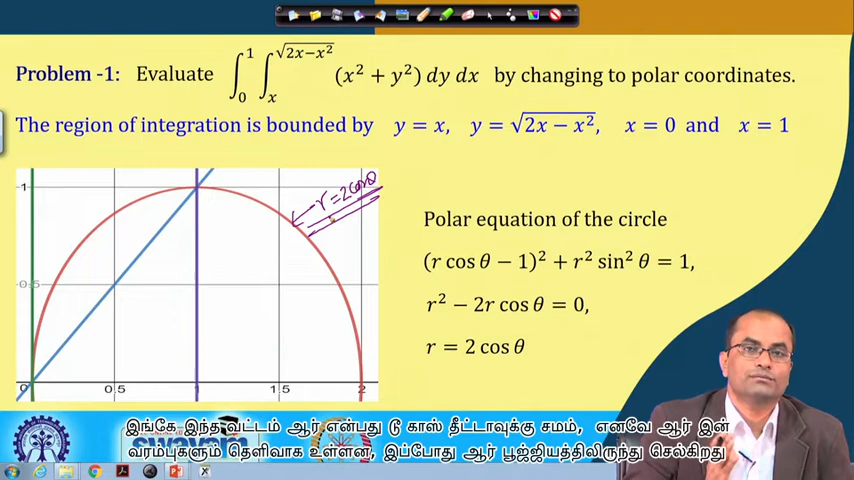 Problem -1: Evaluate ∫₀¹ ∫ₓ^√(2x−x²) (x² + y²) dy dx by changing to polar coordinates.
The region of integration is bounded by y = x, y = √(2x − x²), x = 0 and x = 1
r = 2cosθ
1
0.5
0 0.5 1 1.5 2
Polar equation of the circle
(r cos θ − 1)² + r² sin² θ = 1,
r² − 2r cos θ = 0,
r = 2 cos θ
swayam
இங்கே இந்த வட்டம் ஆர் என்பது டு காஸ் தீட்டாவுக்கு சமம், எனவே ஆர் இன்
வரம்புகளும் தெளிவாக உள்ளன, இப்போது ஆர் பூஜ்ஜியத்திலிருந்து செல்கிறது